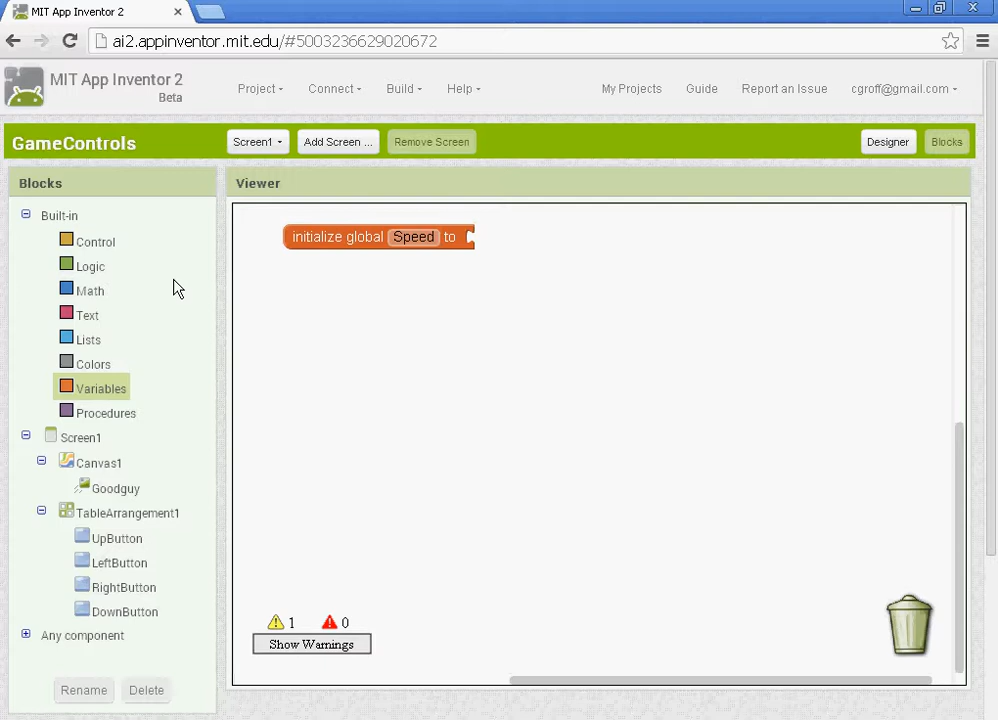 MIT App Inventor 2
ai2.appinventor.mit.edu/#5003236629020672
MIT App Inventor 2
Beta
Project
Connect
Build
Help
My Projects
Guide
Report an Issue
cgroff@gmail.com
GameControls
Screen1
Add Screen ...
Remove Screen
Designer
Blocks
Blocks
Built-in
Control
Logic
Math
Text
Lists
Colors
Variables
Procedures
Screen1
Canvas1
Goodguy
TableArrangement1
UpButton
LeftButton
RightButton
DownButton
Any component
Rename
Delete
Viewer
initialize global Speed to
1
0
Show Warnings